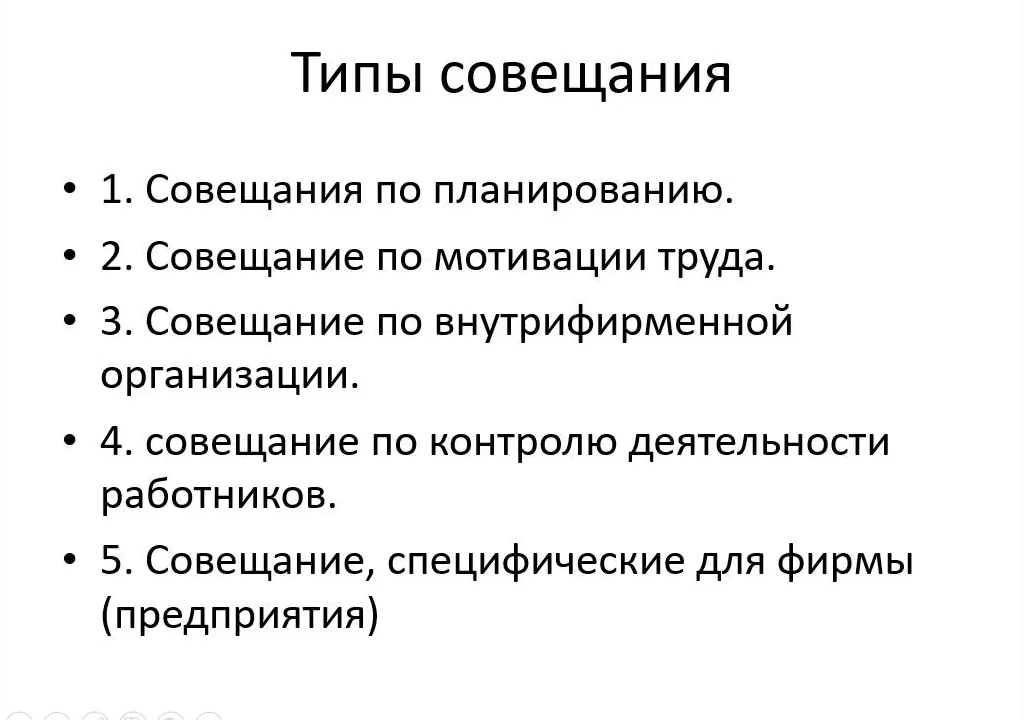 Типы совещания
• 1. Совещания по планированию.
• 2. Совещание по мотивации труда.
• 3. Совещание по внутрифирменной
организации.
• 4. совещание по контролю деятельности
работников.
• 5. Совещание, специфические для фирмы
(предприятия)